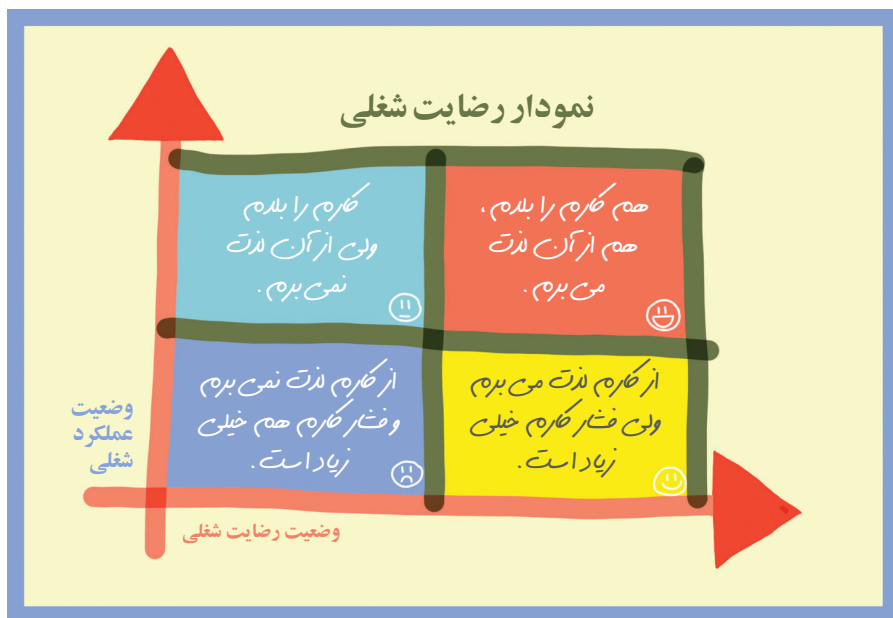 نمودار رضایت شغلی
هم کارم را بلدم،
هم از آن لذت
می برم.
کارم را بلدم
ولی از آن لذت
نمی برم.
از کارم لذت می برم
ولی فشار کارم خیلی
زیاد است.
از کارم لذت نمی برم
و فشار کارم هم خیلی
زیاد است.
وضعیت
عملکرد
شغلی
وضعیت رضایت شغلی